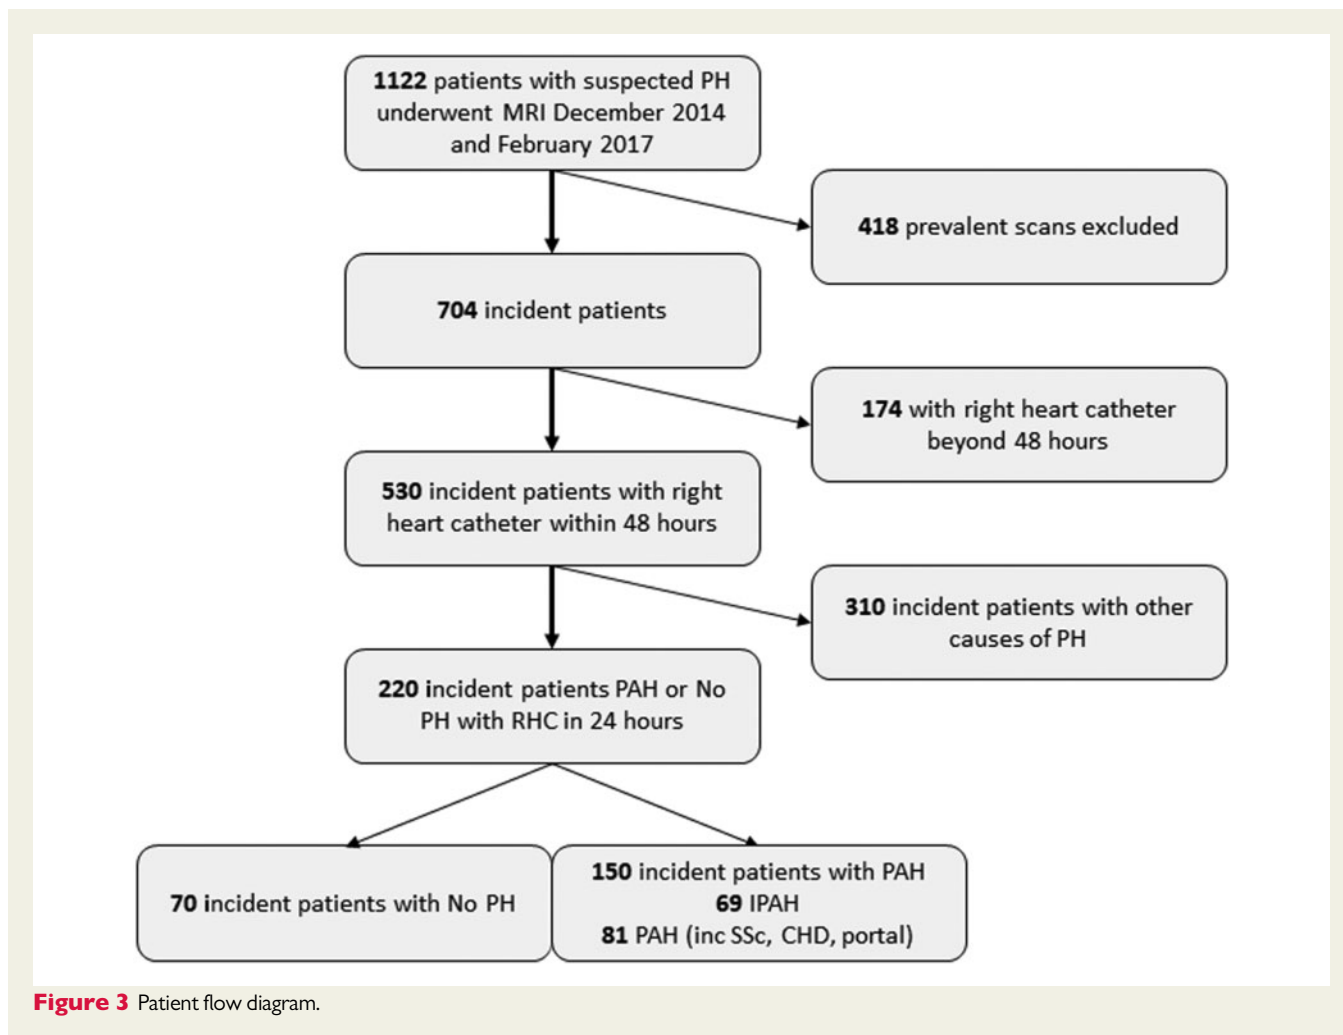 1122 patients with suspected PH
underwent MRI December 2014
and February 2017
418 prevalent scans excluded
704 incident patients
174 with right heart catheter
beyond 48 hours
530 incident patients with right
heart catheter within 48 hours
310 incident patients with other
causes of PH
220 incident patients PAH or No
PH with RHC in 24 hours
70 incident patients with No PH
150 incident patients with PAH
69 IPAH
81 PAH (inc SSc, CHD, portal)
Figure 3 Patient flow diagram.